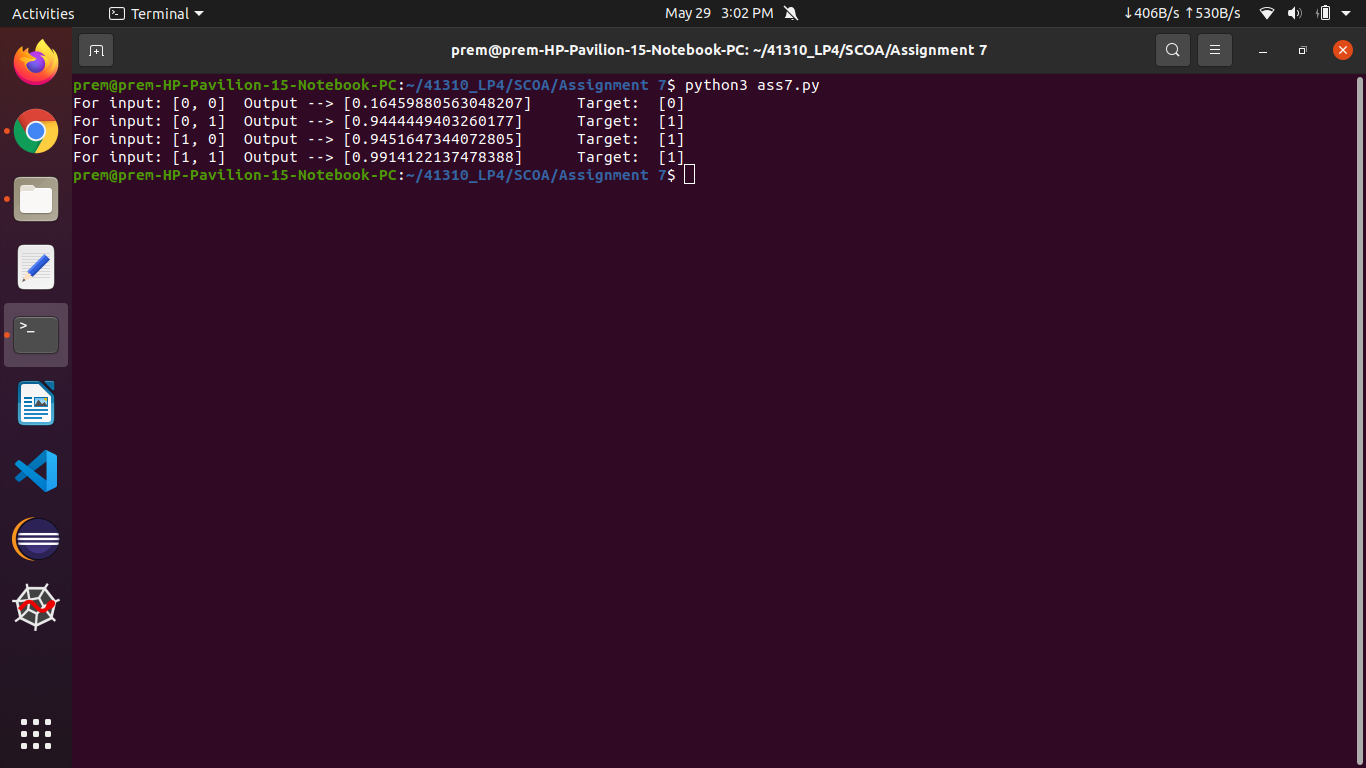 Activities Terminal May 29 3:02 PM ↓406B/s ↑530B/s
prem@prem-HP-Pavilion-15-Notebook-PC: ~/41310_LP4/SCOA/Assignment 7
prem@prem-HP-Pavilion-15-Notebook-PC:~/41310_LP4/SCOA/Assignment 7$ python3 ass7.py
For input: [0, 0]  Output --> [0.16459880563048207]     Target:  [0]
For input: [0, 1]  Output --> [0.9444449403260177]      Target:  [1]
For input: [1, 0]  Output --> [0.9451647344072805]      Target:  [1]
For input: [1, 1]  Output --> [0.9914122137478388]      Target:  [1]
prem@prem-HP-Pavilion-15-Notebook-PC:~/41310_LP4/SCOA/Assignment 7$
>_